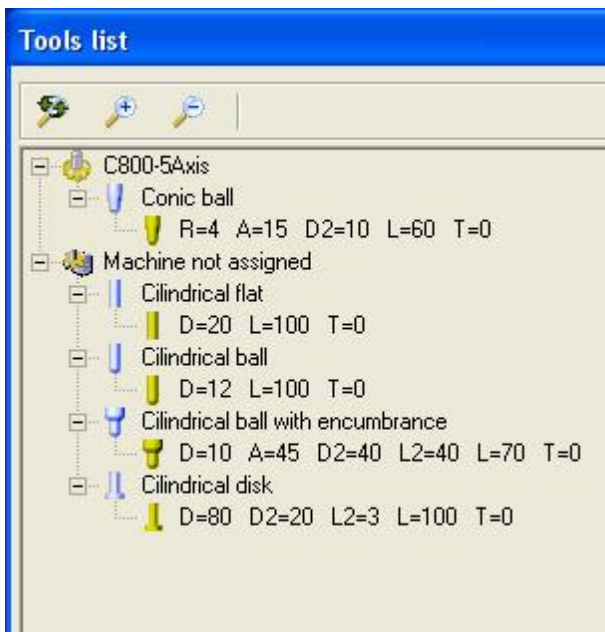 Tools list
C800-5Axis
Conic ball
R=4 A=15 D2=10 L=60 T=0
Machine not assigned
Cilindrical flat
D=20 L=100 T=0
Cilindrical ball
D=12 L=100 T=0
Cilindrical ball with encumbrance
D=10 A=45 D2=40 L2=40 L=70 T=0
Cilindrical disk
D=80 D2=20 L2=3 L=100 T=0